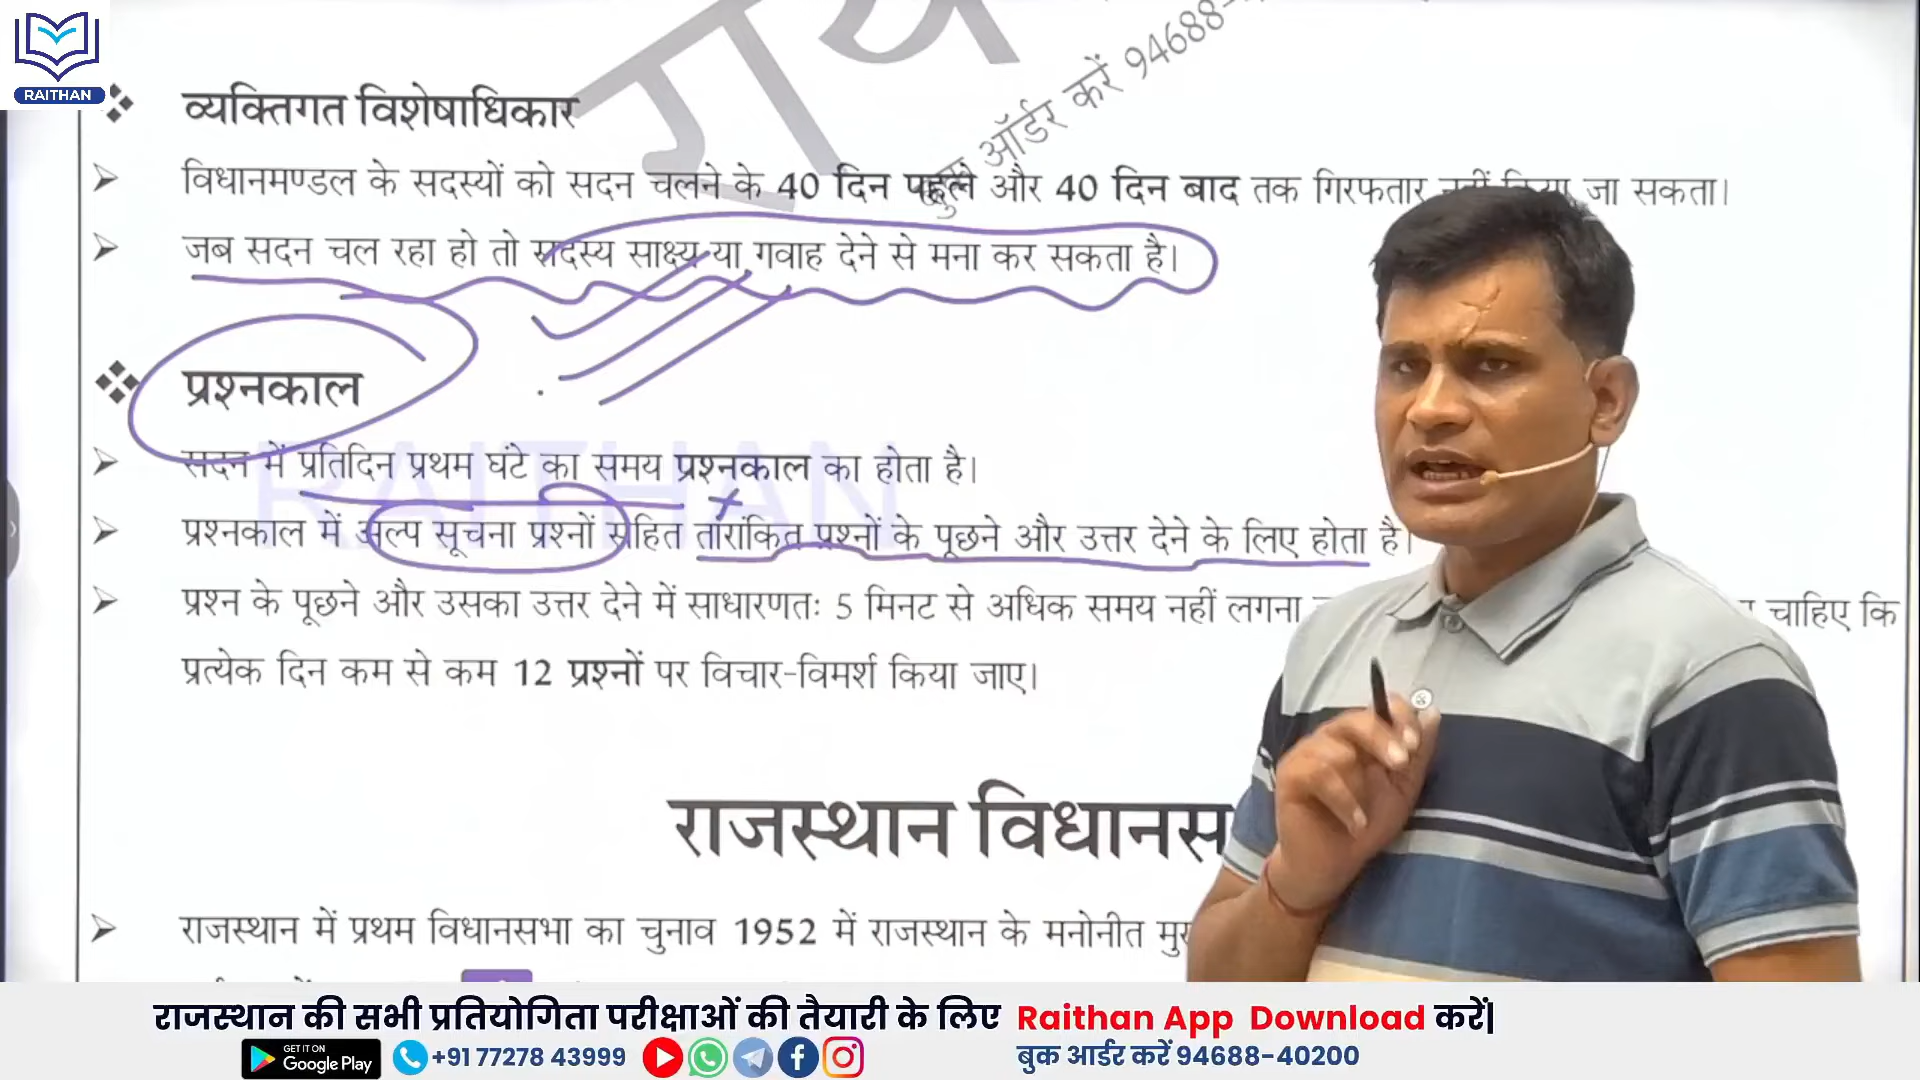 RAITHAN
ऑर्डर करें 94688-
व्यक्तिगत विशेषाधिकार
विधानमण्डल के सदस्यों को सदन चलने के 40 दिन पहले और 40 दिन बाद तक गिरफतार नहीं किया जा सकता।
जब सदन चल रहा हो तो सदस्य साक्ष्य या गवाह देने से मना कर सकता है।
प्रश्नकाल
सदन में प्रतिदिन प्रथम घंटे का समय प्रश्नकाल का होता है।
RAITHAN
प्रश्नकाल में अल्प सूचना प्रश्नों सहित तारांकित प्रश्नों के पूछने और उत्तर देने के लिए होता है।
प्रश्न के पूछने और उसका उत्तर देने में साधारणतः 5 मिनट से अधिक समय नहीं लगना चाहिए कि
प्रत्येक दिन कम से कम 12 प्रश्नों पर विचार-विमर्श किया जाए।
राजस्थान विधानस
राजस्थान में प्रथम विधानसभा का चुनाव 1952 में राजस्थान के मनोनीत
राजस्थान की सभी प्रतियोगिता परीक्षाओं की तैयारी के लिए Raithan App Download करें|
GET IT ON Google Play +91 77278 43999 बुक आर्डर करें 94688-40200